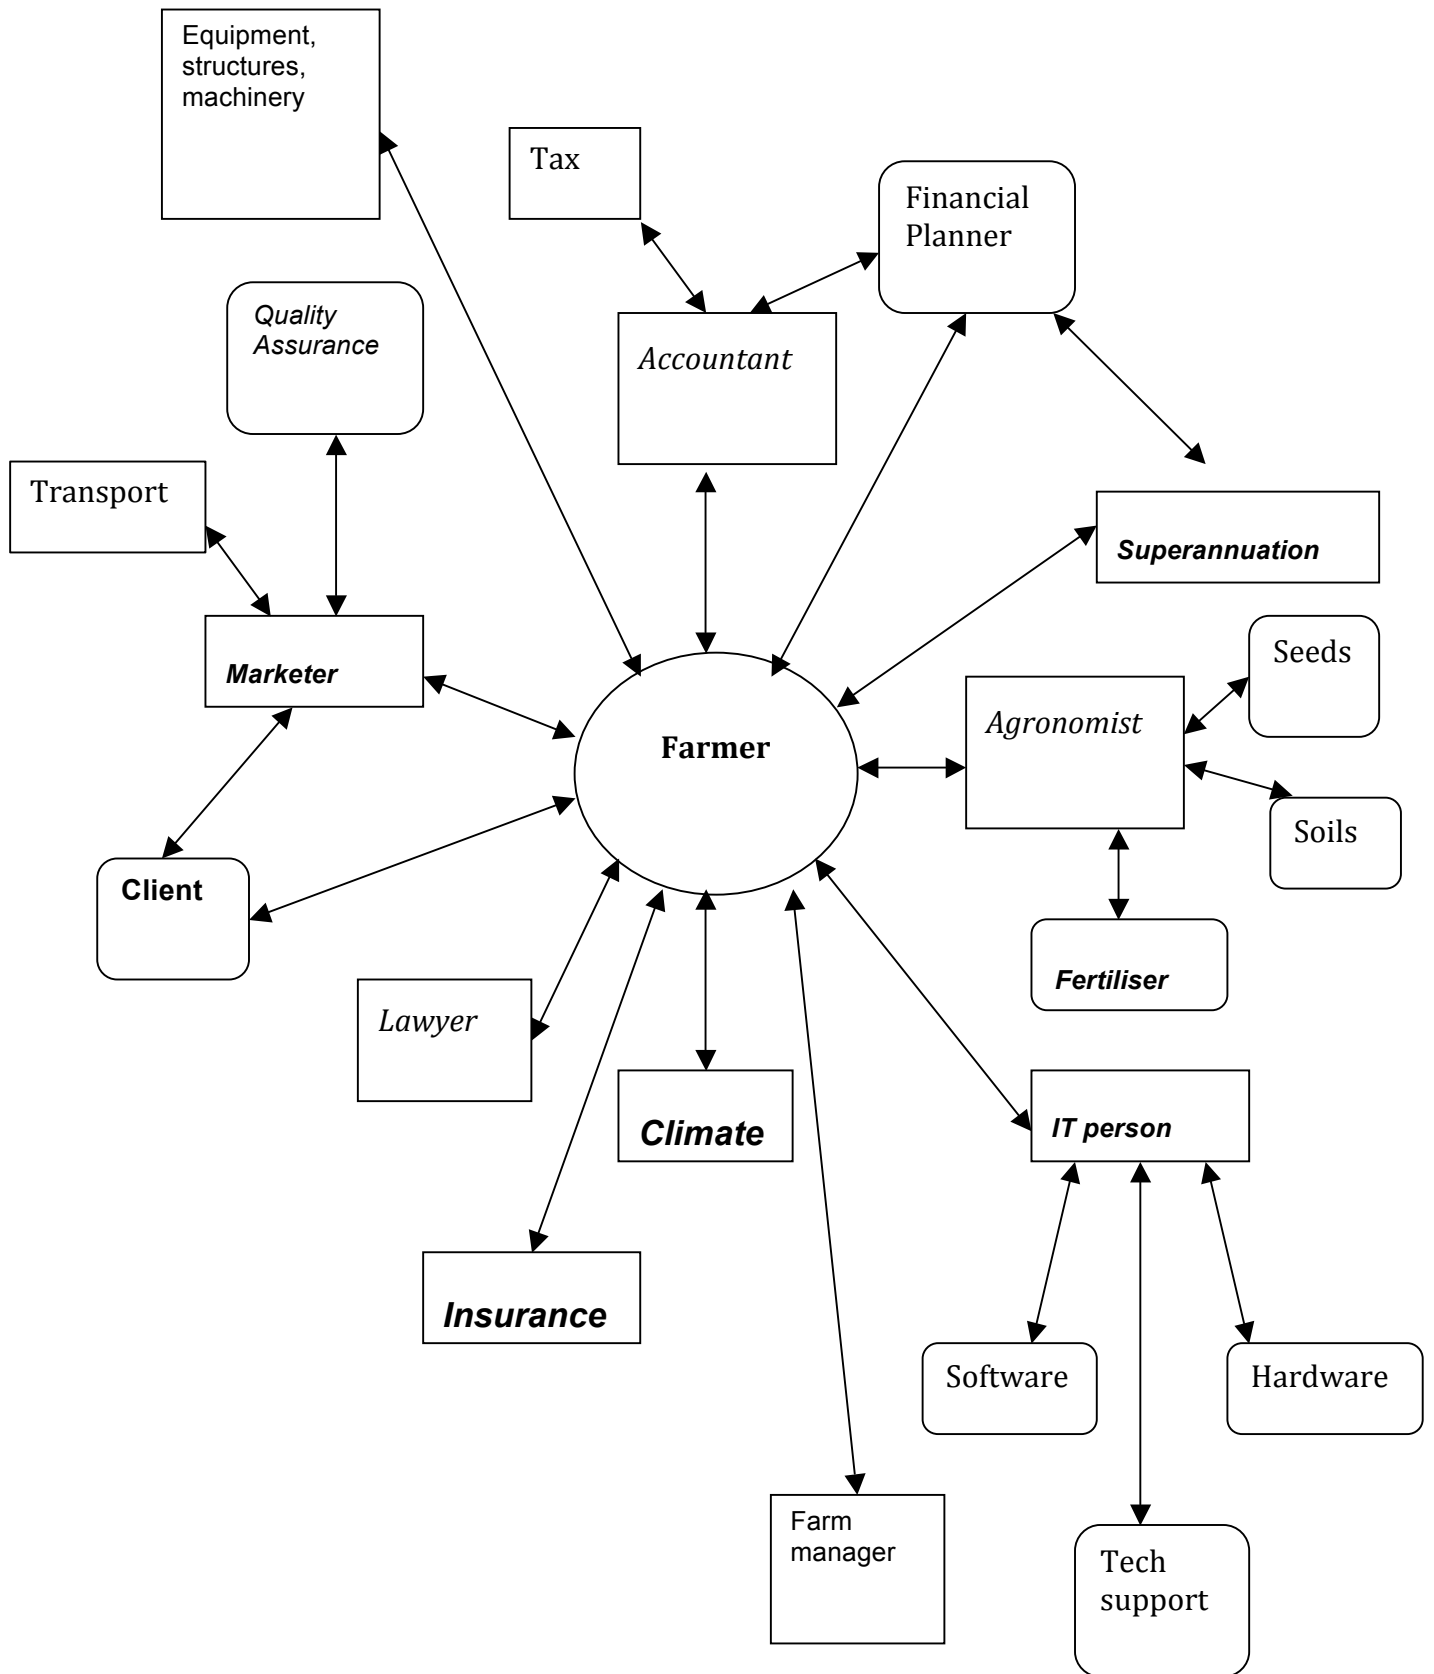 Equipment,
structures,
machinery
Tax
Financial
Planner
Quality
Assurance
Accountant
Transport
Superannuation
Seeds
Marketer
Farmer
Agronomist
Soils
Client
Fertiliser
Lawyer
Climate
IT person
Insurance
Software
Hardware
Farm
manager
Tech
support